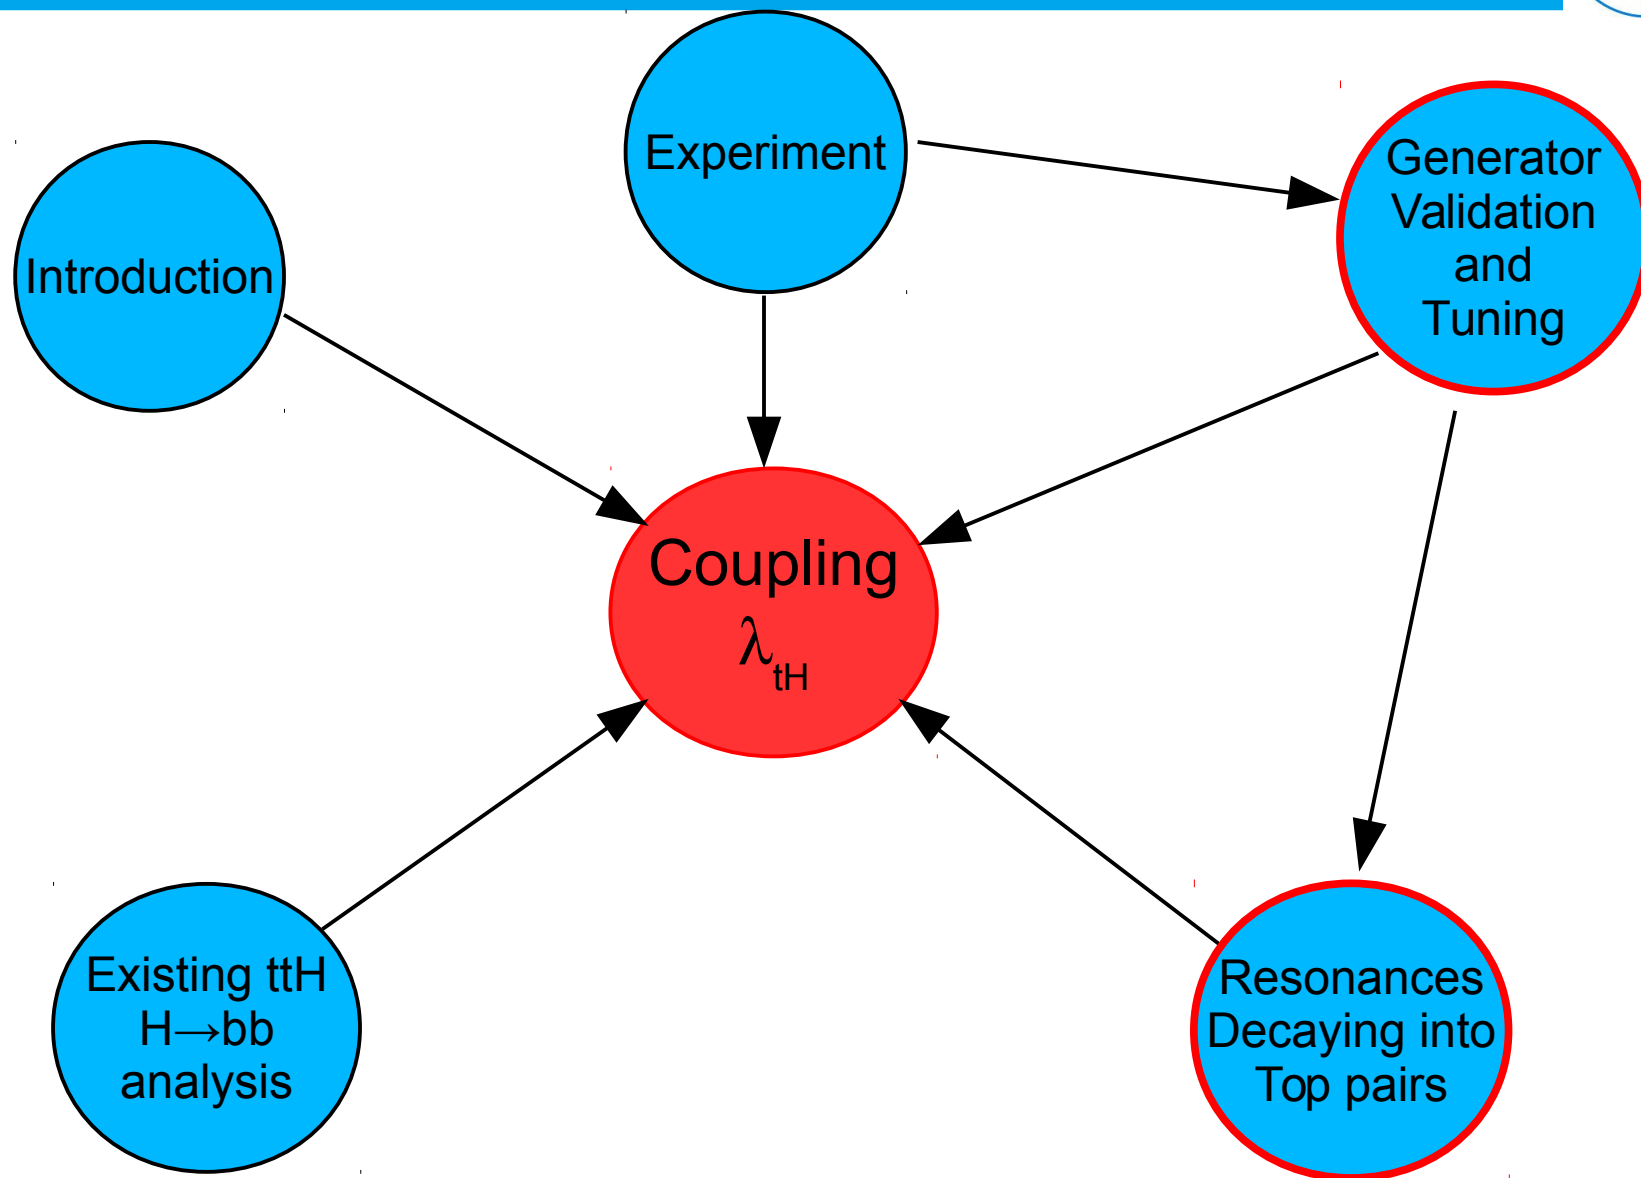 Experiment
Generator
Validation
and
Tuning
Introduction
Coupling
λtH
Existing ttH
H→bb
analysis
Resonances
Decaying into
Top pairs